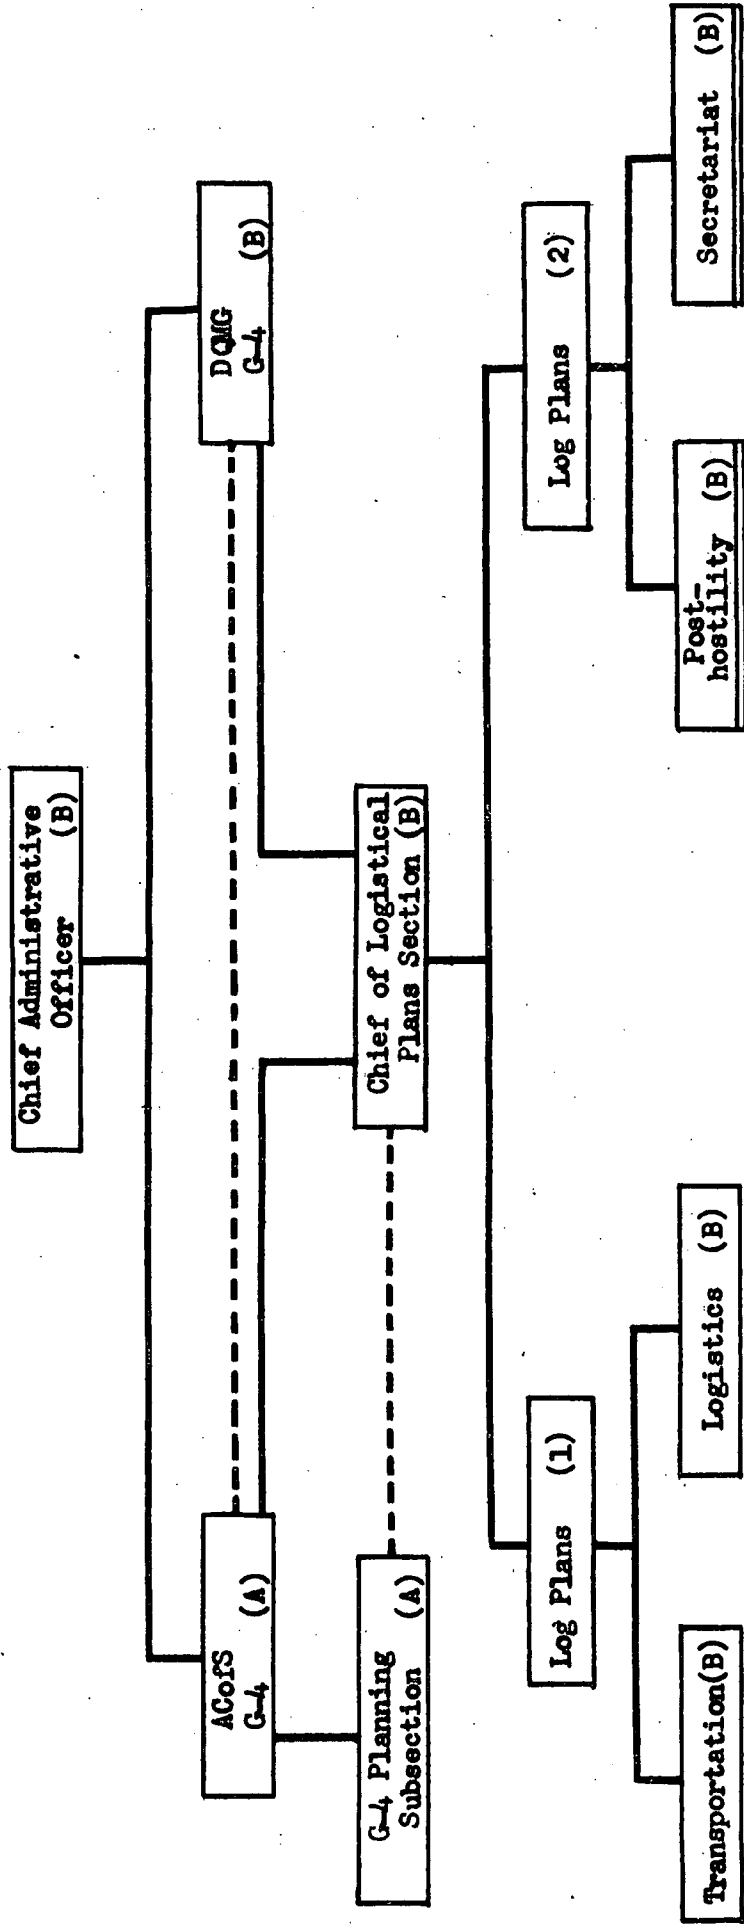 Chief Administrative
Officer (B)
ACofS
G-4 (A)
DQMG
G-4 (B)
G-4 Planning
Subsection (A)
Chief of Logistical
Plans Section (B)
Log Plans (1)
Log Plans (2)
Transportation(B)
Logistics (B)
Post-
hostility (B)
Secretariat (B)